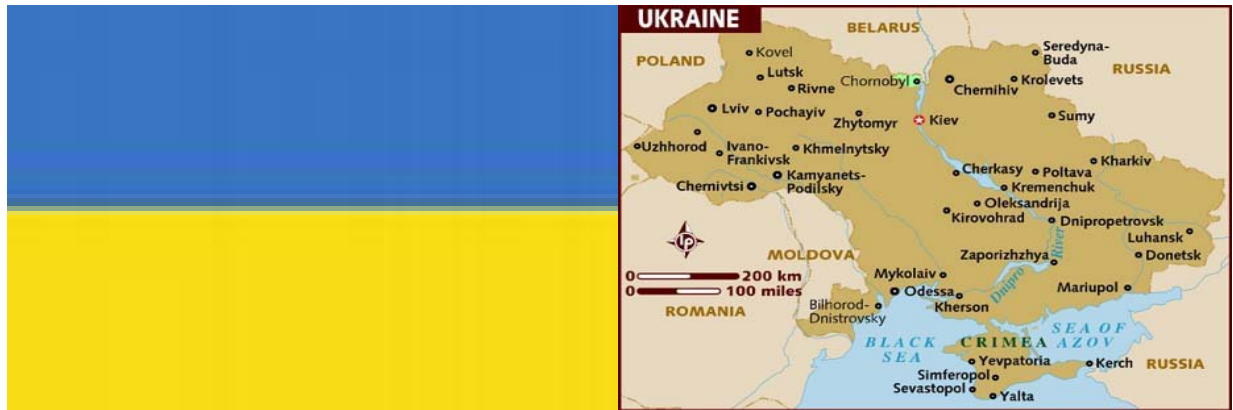 UKRAINE
BELARUS
POLAND
RUSSIA
Kovel
Seredyna-
Buda
Lutsk
Rivne
Chornobyl
Chernihiv
Krolevets
Lviv
Pochayiv
Zhytomyr
Kiev
Sumy
Uzhhorod
Ivano-
Frankivsk
Khmelnytsky
Kharkiv
Cherkasy
Poltava
Chernivtsi
Kamyanets-
Podilsky
Kremenchuk
Oleksandrija
Kirovohrad
Dnipropetrovsk
Luhansk
Donetsk
lp
MOLDOVA
Zaporizhzhya
Dnipro
River
0 200 km
0 100 miles
Mykolaiv
Odessa
Kherson
Mariupol
ROMANIA
Bilhorod-
Dnistrovsky
BLACK
SEA
CRIMEA
SEA OF
AZOV
RUSSIA
Yevpatoria
Kerch
Simferopol
Sevastopol
Yalta